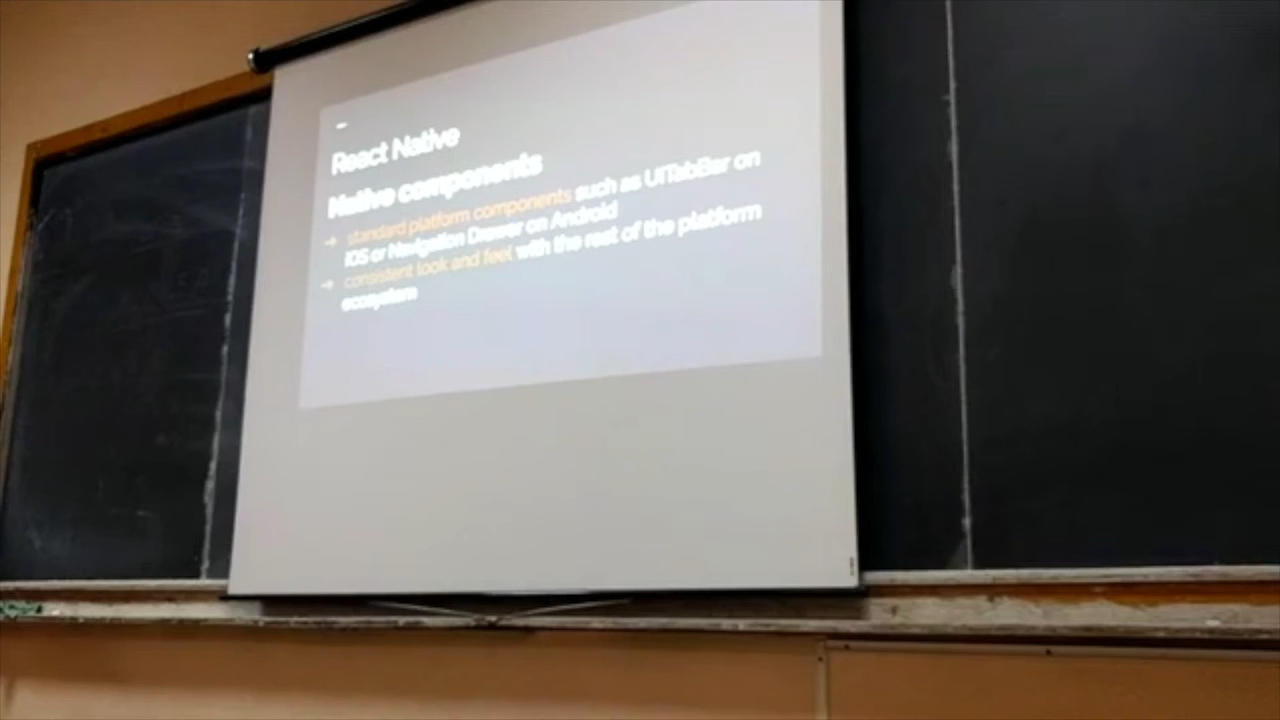 React Native
Native components
→ standard platform components such as UITabBar on
iOS or Navigation Drawer on Android
→ consistent look and feel with the rest of the platform
ecosystem